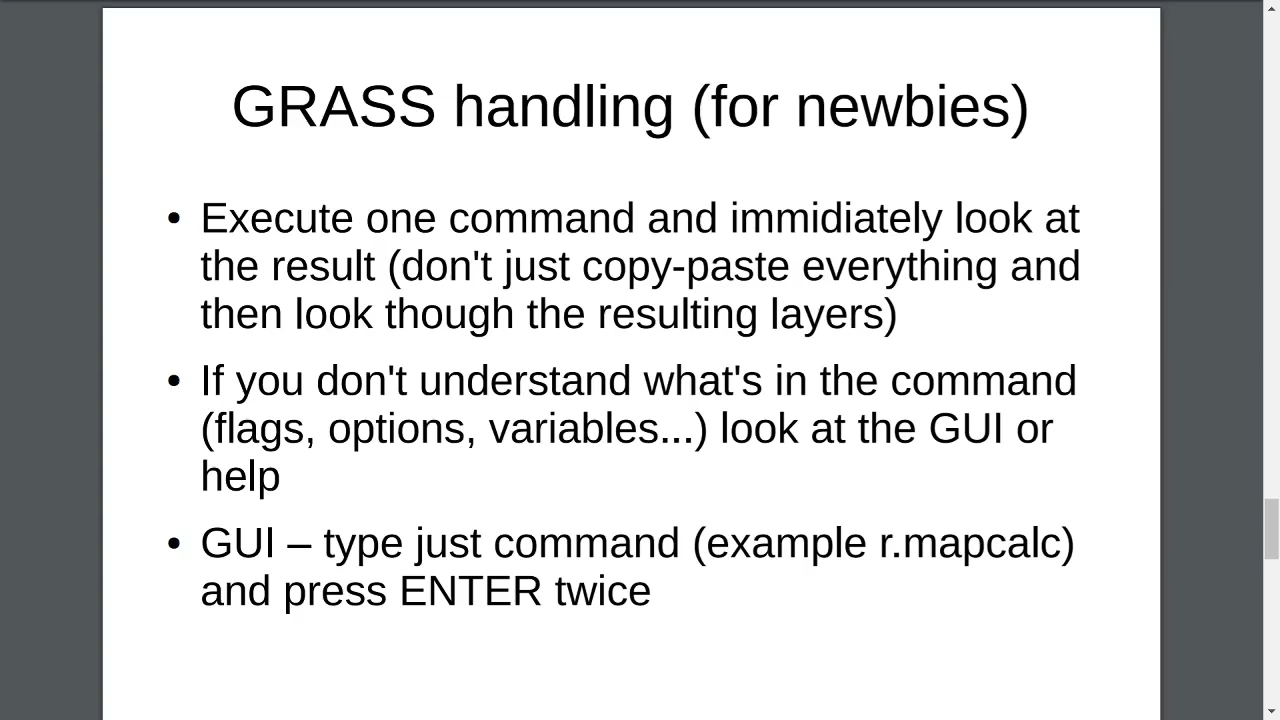 GRASS handling (for newbies)
• Execute one command and immidiately look at
the result (don't just copy-paste everything and
then look though the resulting layers)
• If you don't understand what's in the command
(flags, options, variables...) look at the GUI or
help
• GUI – type just command (example r.mapcalc)
and press ENTER twice